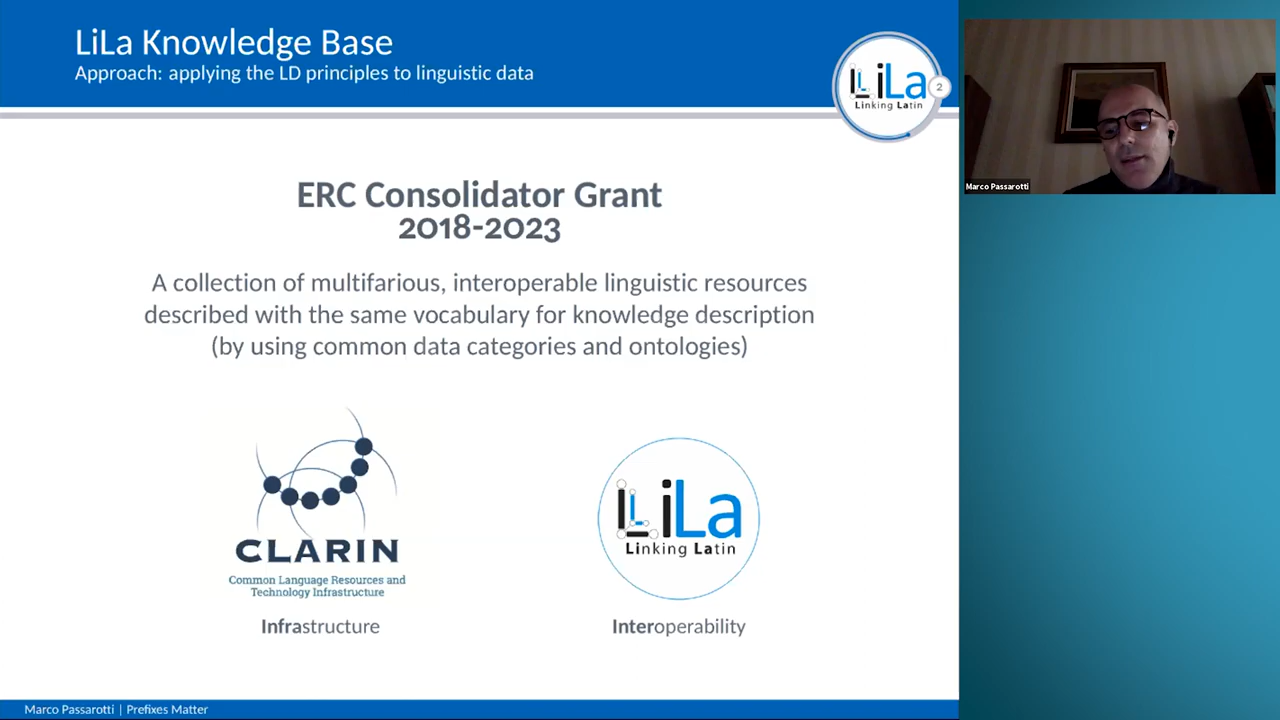 LiLa Knowledge Base
Approach: applying the LD principles to linguistic data
LiLa
Linking Latin
2
Marco Passarotti
ERC Consolidator Grant
2018-2023
A collection of multifarious, interoperable linguistic resources
described with the same vocabulary for knowledge description
(by using common data categories and ontologies)
CLARIN
Common Language Resources and
Technology Infrastructure
Infrastructure
LiLa
Linking Latin
Interoperability
Marco Passarotti | Prefixes Matter